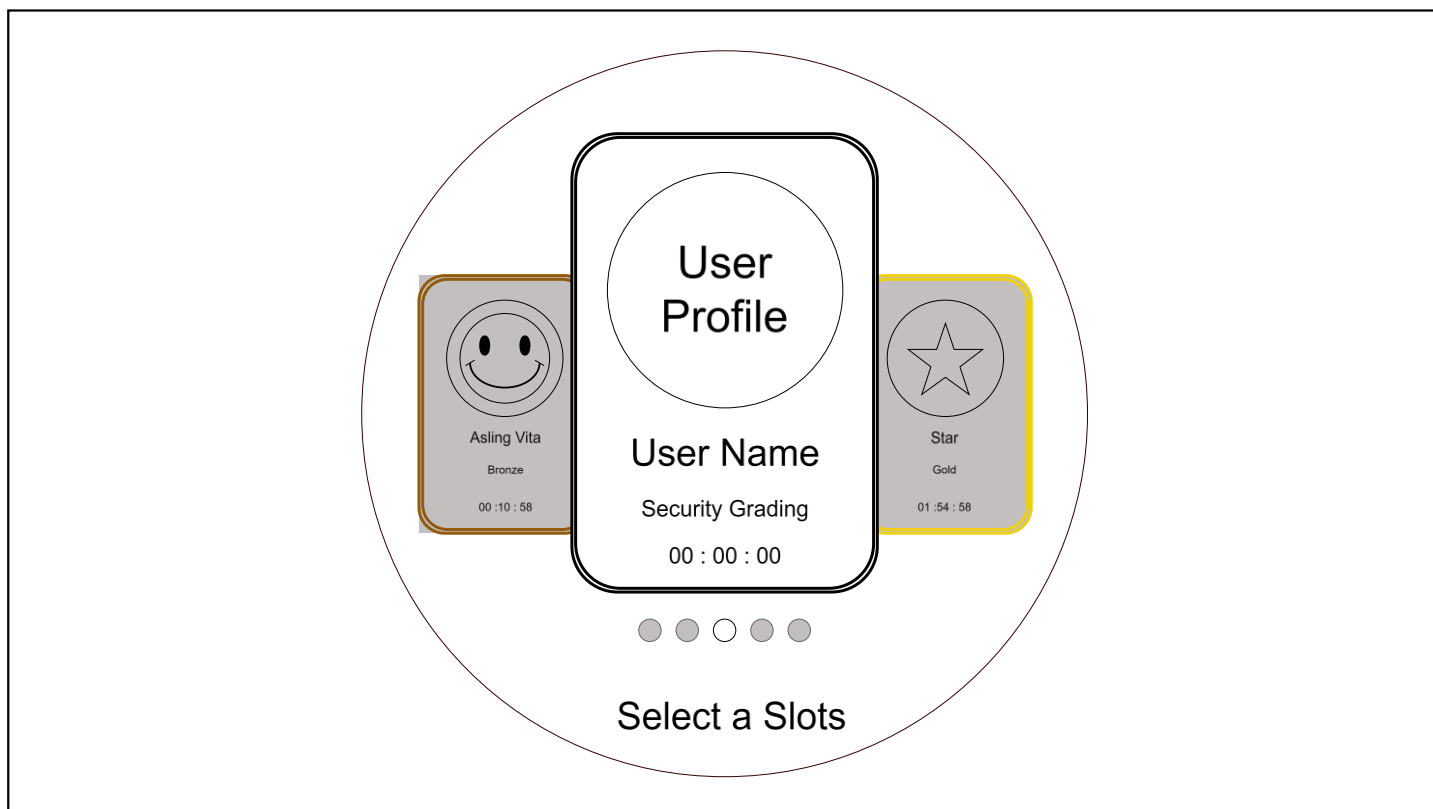 User
Profile
User Name
Security Grading
00 : 00 : 00
Asling Vita
Bronze
00 :10 : 58
Star
Gold
01 :54 : 58
Select a Slots